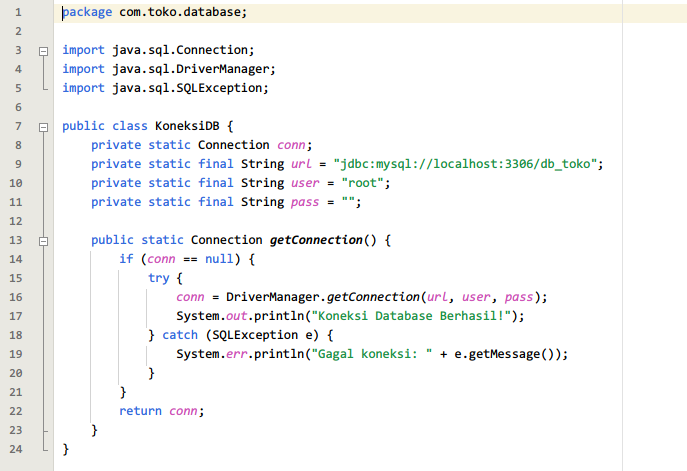 1 package com.toko.database;
2
3 import java.sql.Connection;
4 import java.sql.DriverManager;
5 import java.sql.SQLException;
6
7 public class KoneksiDB {
8 private static Connection conn;
9 private static final String url = "jdbc:mysql://localhost:3306/db_toko";
10 private static final String user = "root";
11 private static final String pass = "";
12
13 public static Connection getConnection() {
14 if (conn == null) {
15 try {
16 conn = DriverManager.getConnection(url, user, pass);
17 System.out.println("Koneksi Database Berhasil!");
18 } catch (SQLException e) {
19 System.err.println("Gagal koneksi: " + e.getMessage());
20 }
21 }
22 return conn;
23 }
24 }